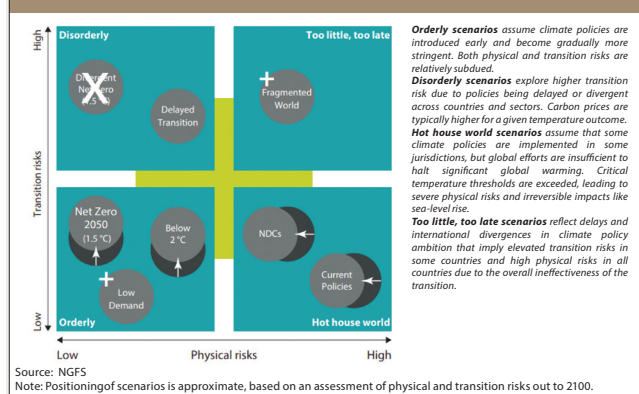 High
Transition risks
Low
Disorderly
Divergent
Net Zero
(1.5 °C)
X
Delayed
Transition
Too little, too late
+
Fragmented
World
Net Zero
2050
(1.5 °C)
Below
2 °C
+
Low
Demand
Orderly
NDCs
Current
Policies
Hot house world
Low
Physical risks
High
Orderly scenarios assume climate policies are
introduced early and become gradually more
stringent. Both physical and transition risks are
relatively subdued.
Disorderly scenarios explore higher transition
risk due to policies being delayed or divergent
across countries and sectors. Carbon prices are
typically higher for a given temperature outcome.
Hot house world scenarios assume that some
climate policies are implemented in some
jurisdictions, but global efforts are insufficient to
halt significant global warming. Critical
temperature thresholds are exceeded, leading to
severe physical risks and irreversible impacts like
sea-level rise.
Too little, too late scenarios reflect delays and
international divergences in climate policy
ambition that imply elevated transition risks in
some countries and high physical risks in all
countries due to the overall ineffectiveness of the
transition.
Source: NGFS
Note: Positioningof scenarios is approximate, based on an assessment of physical and transition risks out to 2100.